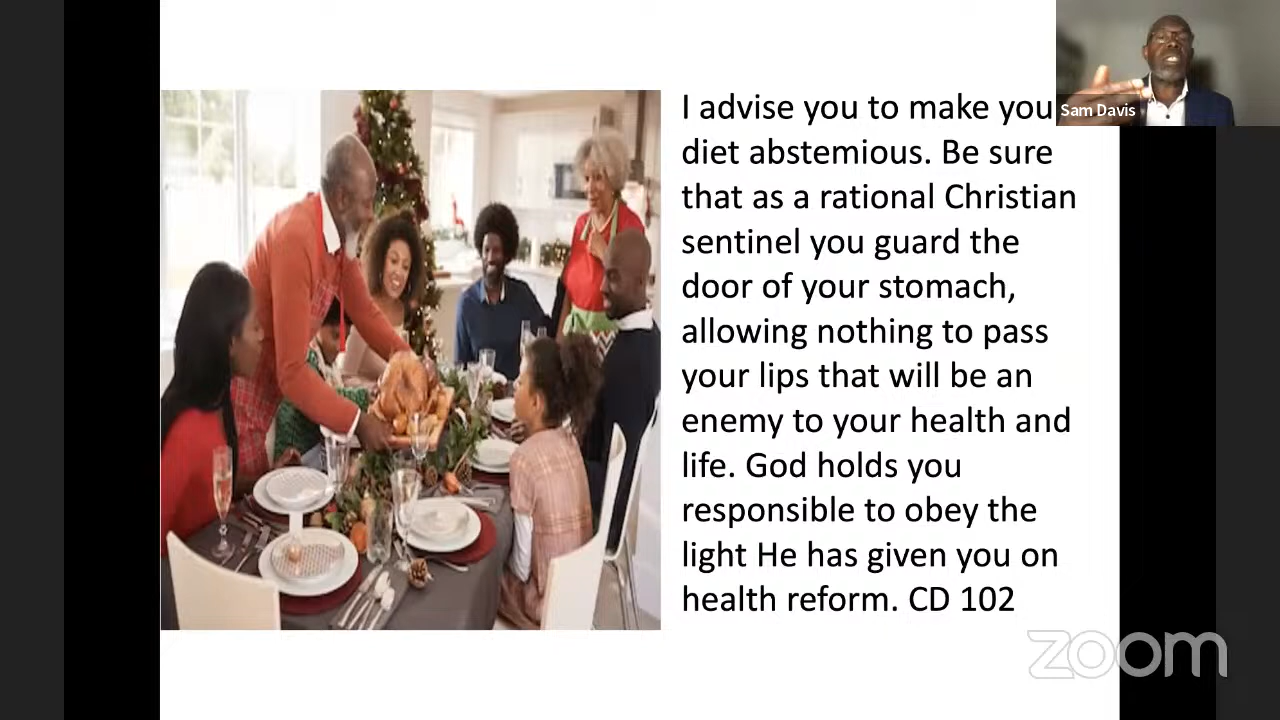 I advise you to make you
Sam Davis
diet abstemious. Be sure
that as a rational Christian
sentinel you guard the
door of your stomach,
allowing nothing to pass
your lips that will be an
enemy to your health and
life. God holds you
responsible to obey the
light He has given you on
health reform. CD 102
zoom